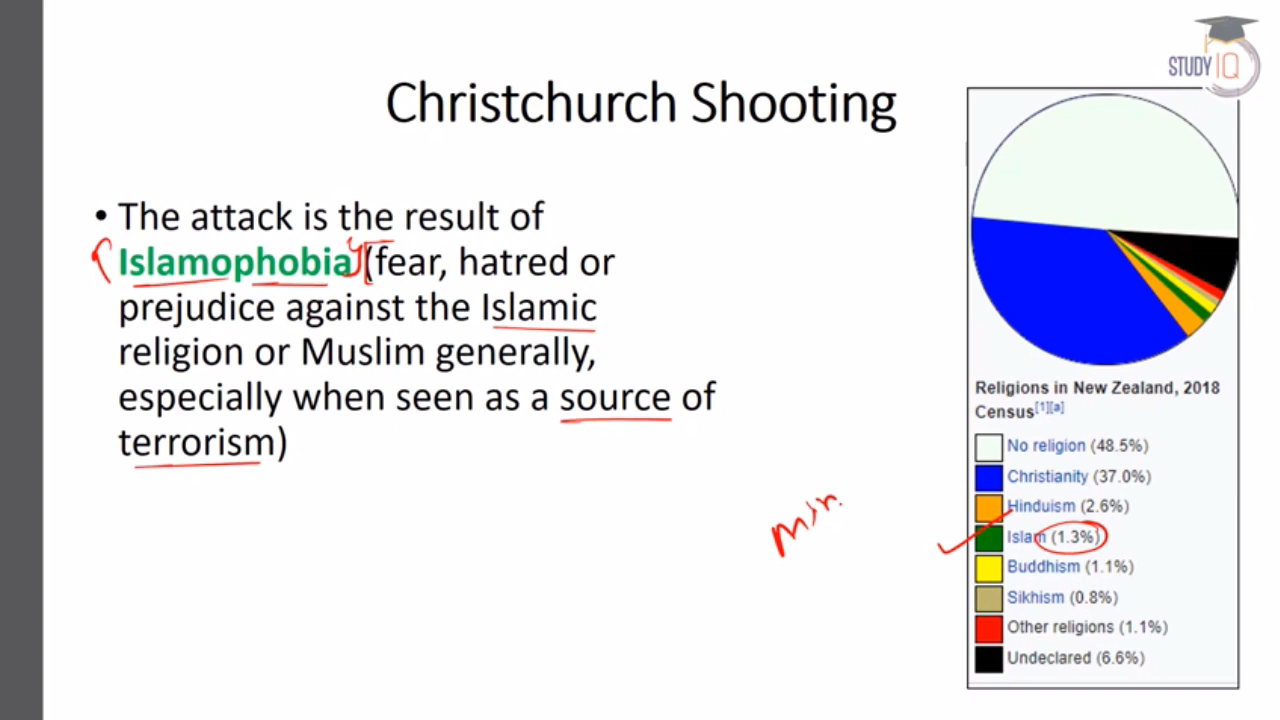 STUDY IQ
Christchurch Shooting
• The attack is the result of
Islamophobia (fear, hatred or
prejudice against the Islamic
religion or Muslim generally,
especially when seen as a source of
terrorism)
Religions in New Zealand, 2018
Census[1][a]
No religion (48.5%)
Christianity (37.0%)
Hinduism (2.6%)
Islam (1.3%)
Buddhism (1.1%)
Sikhism (0.8%)
Other religions (1.1%)
Undeclared (6.6%)